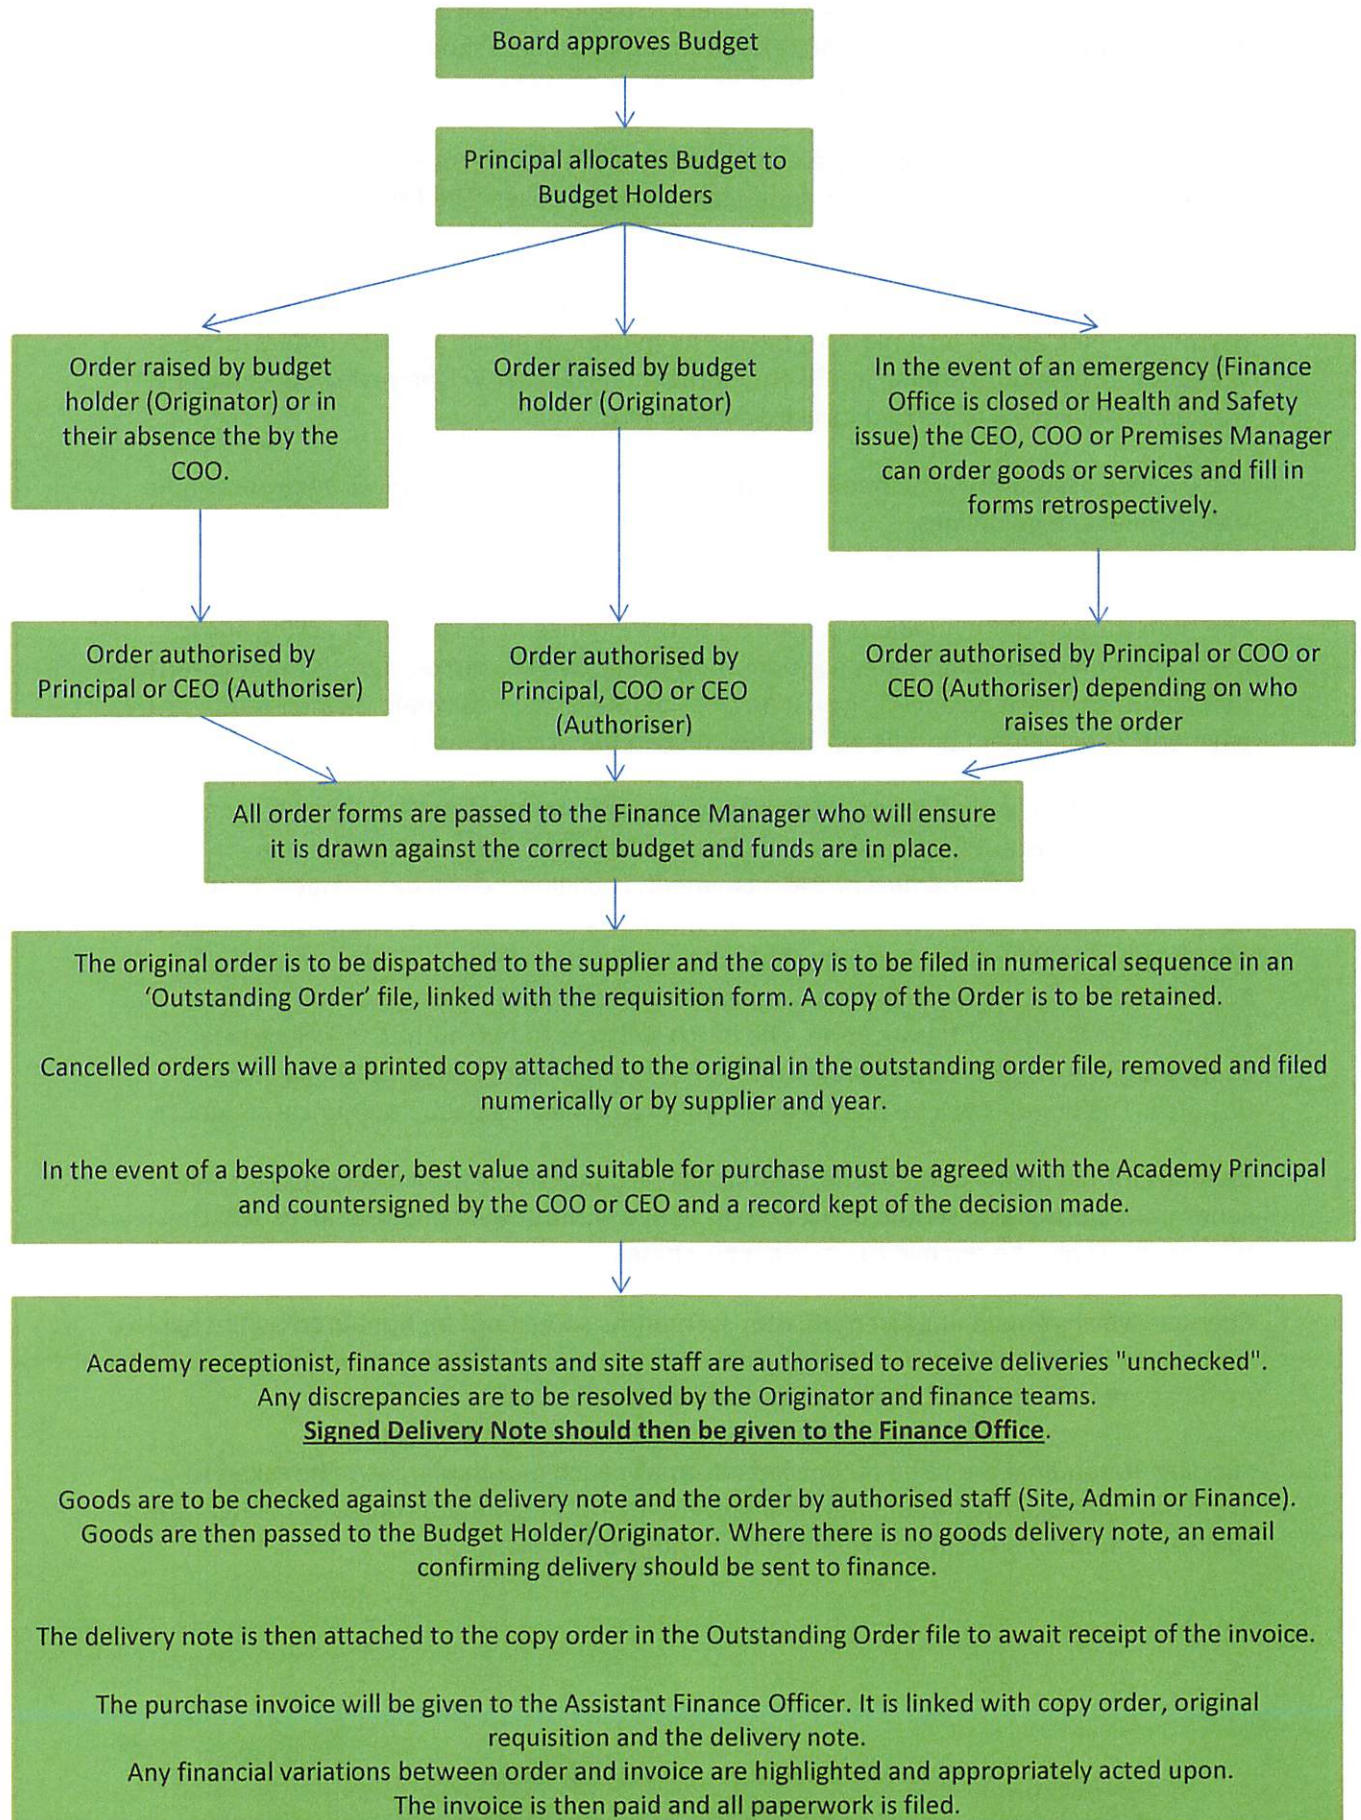 Board approves Budget
Principal allocates Budget to
Budget Holders
Order raised by budget
holder (Originator) or in
their absence the by the
COO.
Order raised by budget
holder (Originator)
In the event of an emergency (Finance
Office is closed or Health and Safety
issue) the CEO, COO or Premises Manager
can order goods or services and fill in
forms retrospectively.
Order authorised by
Principal or CEO (Authoriser)
Order authorised by
Principal, COO or CEO
(Authoriser)
Order authorised by Principal or COO or
CEO (Authoriser) depending on who
raises the order
All order forms are passed to the Finance Manager who will ensure
it is drawn against the correct budget and funds are in place.
The original order is to be dispatched to the supplier and the copy is to be filed in numerical sequence in an
‘Outstanding Order’ file, linked with the requisition form. A copy of the Order is to be retained.
Cancelled orders will have a printed copy attached to the original in the outstanding order file, removed and filed
numerically or by supplier and year.
In the event of a bespoke order, best value and suitable for purchase must be agreed with the Academy Principal
and countersigned by the COO or CEO and a record kept of the decision made.
Academy receptionist, finance assistants and site staff are authorised to receive deliveries "unchecked".
Any discrepancies are to be resolved by the Originator and finance teams.
Signed Delivery Note should then be given to the Finance Office.
Goods are to be checked against the delivery note and the order by authorised staff (Site, Admin or Finance).
Goods are then passed to the Budget Holder/Originator. Where there is no goods delivery note, an email
confirming delivery should be sent to finance.
The delivery note is then attached to the copy order in the Outstanding Order file to await receipt of the invoice.
The purchase invoice will be given to the Assistant Finance Officer. It is linked with copy order, original
requisition and the delivery note.
Any financial variations between order and invoice are highlighted and appropriately acted upon.
The invoice is then paid and all paperwork is filed.